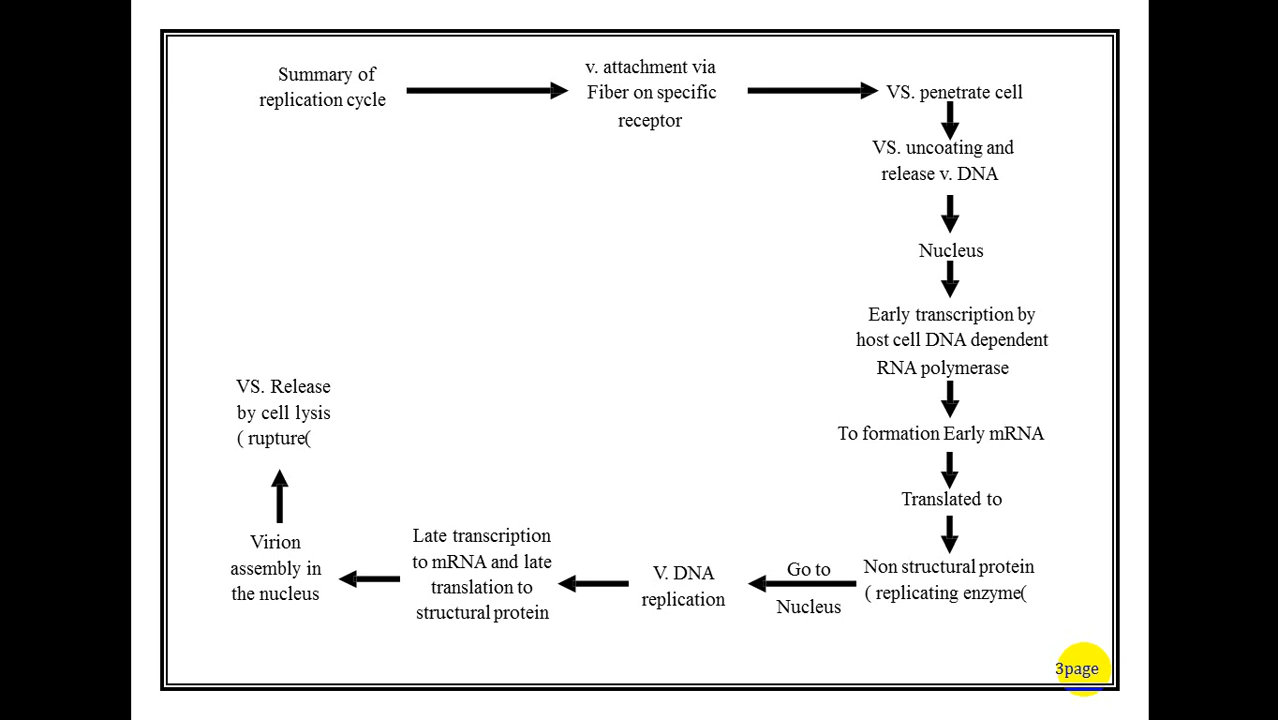 Summary of
replication cycle
v. attachment via
Fiber on specific
receptor
VS. penetrate cell
VS. uncoating and
release v. DNA
Nucleus
Early transcription by
host cell DNA dependent
RNA polymerase
To formation Early mRNA
Translated to
Non structural protein
( replicating enzyme(
Go to
Nucleus
V. DNA
replication
Late transcription
to mRNA and late
translation to
structural protein
Virion
assembly in
the nucleus
VS. Release
by cell lysis
( rupture(
3page